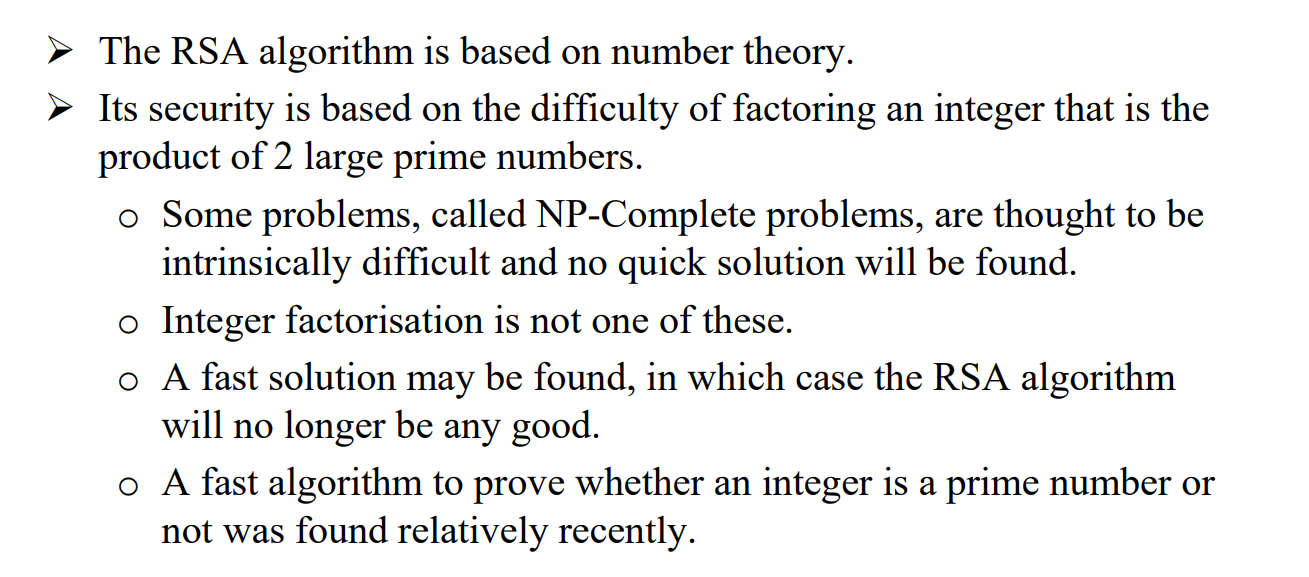 ➢ The RSA algorithm is based on number theory.
➢ Its security is based on the difficulty of factoring an integer that is the
product of 2 large prime numbers.
o Some problems, called NP-Complete problems, are thought to be
intrinsically difficult and no quick solution will be found.
o Integer factorisation is not one of these.
o A fast solution may be found, in which case the RSA algorithm
will no longer be any good.
o A fast algorithm to prove whether an integer is a prime number or
not was found relatively recently.